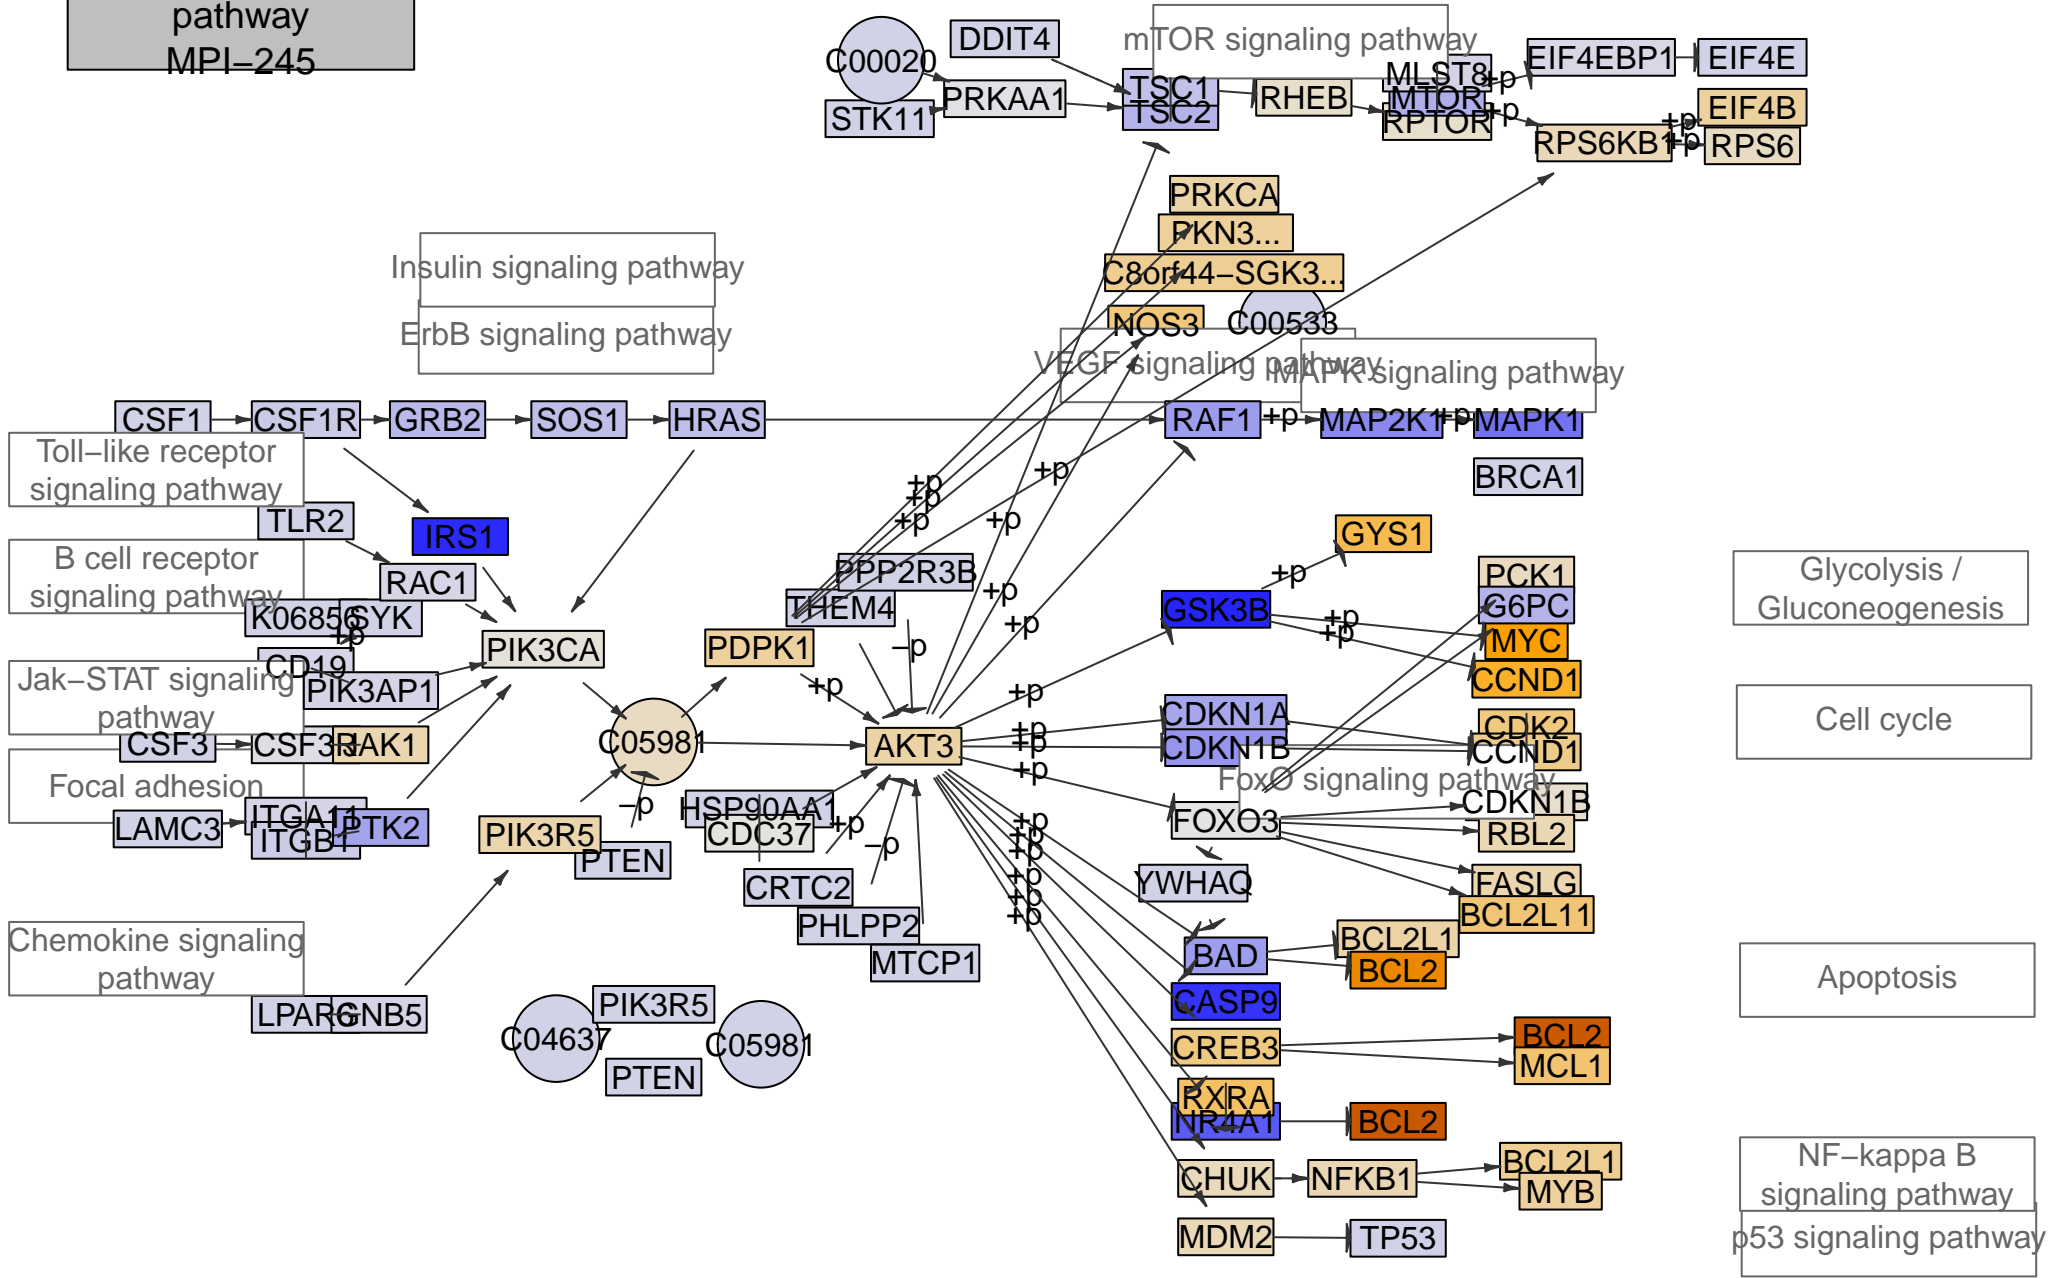 pathway
MPI−245
C00020
DDIT4
mTOR signaling pathway
STK11
PRKAA1
TSC1
TSC2
RHEB
MLST8
MTOR
RPTOR
+p
+p
EIF4EBP1
EIF4E
EIF4B
RPS6KB1
+p
+p
RPS6
PRKCA
PKN3...
C8orf44−SGK3...
NOS3
C00533
Insulin signaling pathway
ErbB signaling pathway
VEGF signaling pathway
MAPK signaling pathway
CSF1
CSF1R
GRB2
SOS1
HRAS
RAF1
+p
MAP2K1
+p
MAPK1
BRCA1
Toll−like receptor
signaling pathway
TLR2
IRS1
B cell receptor
signaling pathway
RAC1
K06856
SYK
+p
CD19
PIK3AP1
PIK3CA
Jak−STAT signaling
pathway
CSF3
CSF3R
JAK1
Focal adhesion
LAMC3
ITGA11
ITGB1
PTK2
+p
+p
+p
+p
+p
+p
+p
PPP2R3B
THEM4
−p
PDPK1
+p
C05981
AKT3
PIK3R5
−p
PTEN
HSP90AA1
CDC37
+p
−p
CRTC2
PHLPP2
MTCP1
GYS1
+p
GSK3B
+p
+p
PCK1
G6PC
MYC
CCND1
Glycolysis /
Gluconeogenesis
+p
+p
+p
+p
CDKN1A
CDKN1B
CDK2
CCND1
Cell cycle
FoxO signaling pathway
FOXO3
CDKN1B
RBL2
+p
+p
+p
+p
+p
+p
YWHAQ
FASLG
BCL2L11
BAD
BCL2L1
BCL2
Apoptosis
CASP9
CREB3
BCL2
MCL1
RXRA
NR4A1
BCL2
Chemokine signaling
pathway
LPAR6
GNB5
C04637
PIK3R5
PTEN
C05981
CHUK
NFKB1
BCL2L1
MYB
NF−kappa B
signaling pathway
MDM2
TP53
p53 signaling pathway